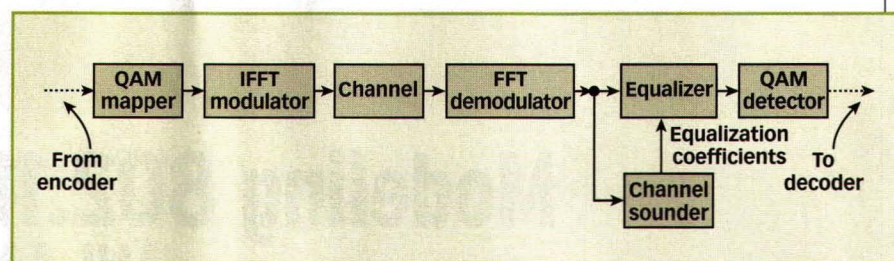 QAM
mapper
IFFT
modulator
Channel
FFT
demodulator
Equalizer
QAM
detector
From
encoder
Equalization
coefficients
To
decoder
Channel
sounder